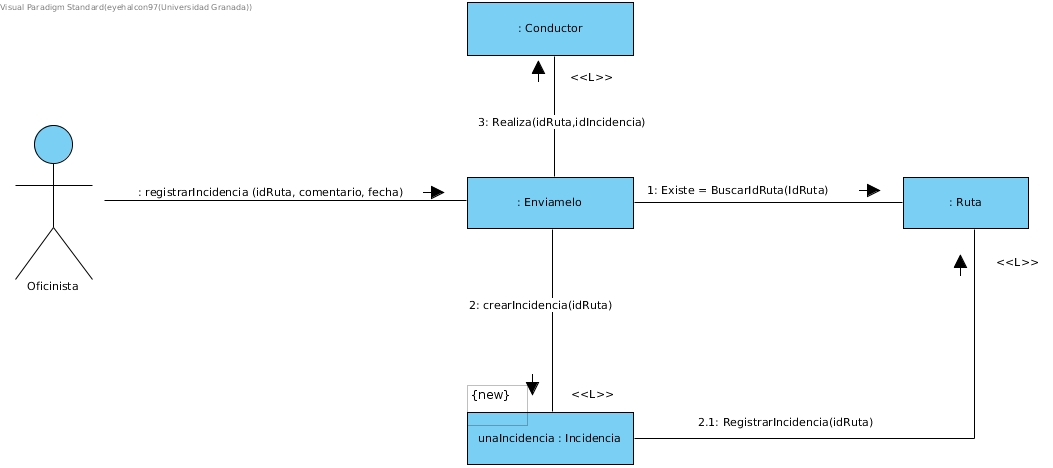 Visual Paradigm Standard(eyehalcon97(Universidad Granada))
: Conductor
<<L>>
3: Realiza(idRuta,idIncidencia)
: registrarIncidencia (idRuta, comentario, fecha)
: Enviamelo
1: Existe = BuscarIdRuta(IdRuta)
: Ruta
<<L>>
Oficinista
2: crearIncidencia(idRuta)
{new}
<<L>>
unaIncidencia : Incidencia
2.1: RegistrarIncidencia(idRuta)